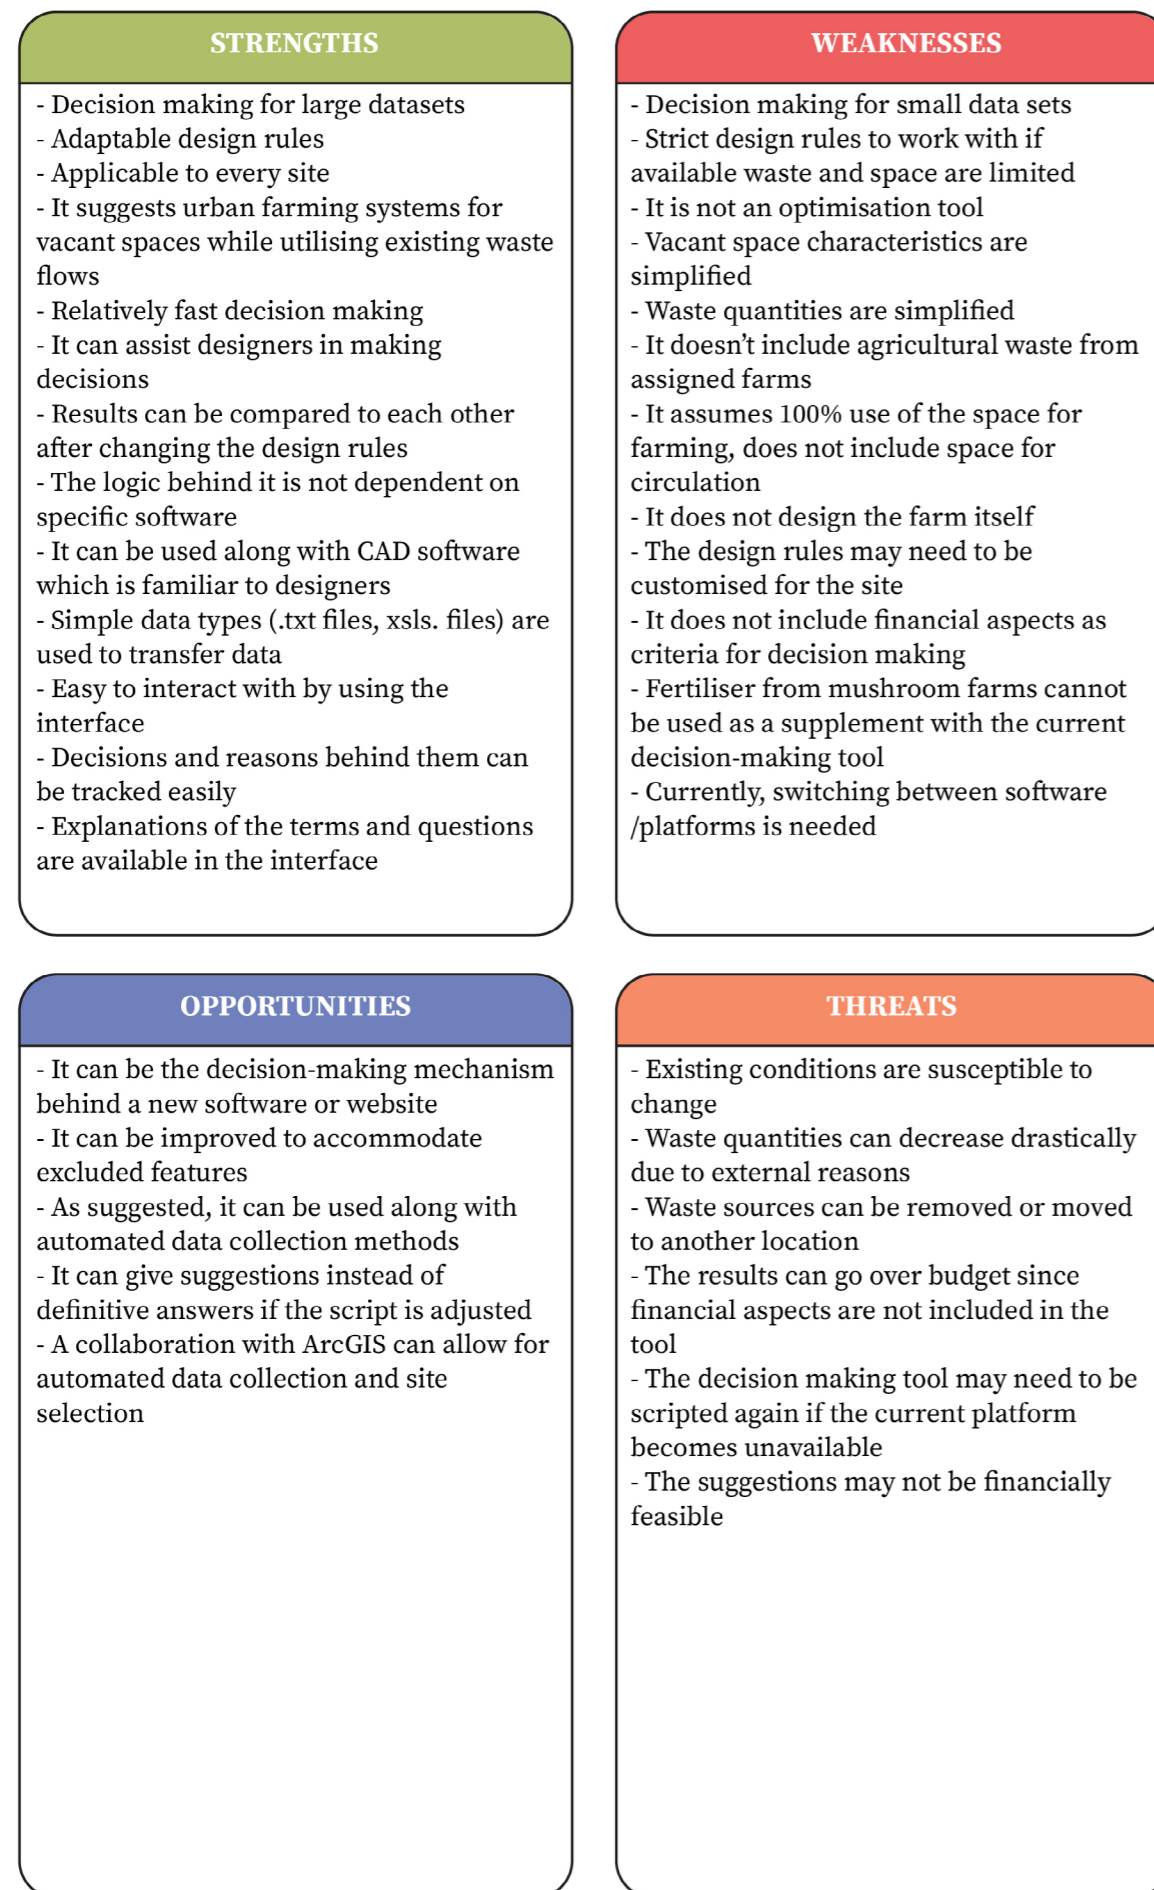 STRENGTHS
- Decision making for large datasets
- Adaptable design rules
- Applicable to every site
- It suggests urban farming systems for
vacant spaces while utilising existing waste
flows
- Relatively fast decision making
- It can assist designers in making
decisions
- Results can be compared to each other
after changing the design rules
- The logic behind it is not dependent on
specific software
- It can be used along with CAD software
which is familiar to designers
- Simple data types (.txt files, xsls. files) are
used to transfer data
- Easy to interact with by using the
interface
- Decisions and reasons behind them can
be tracked easily
- Explanations of the terms and questions
are available in the interface
WEAKNESSES
- Decision making for small data sets
- Strict design rules to work with if
available waste and space are limited
- It is not an optimisation tool
- Vacant space characteristics are
simplified
- Waste quantities are simplified
- It doesn’t include agricultural waste from
assigned farms
- It assumes 100% use of the space for
farming, does not include space for
circulation
- It does not design the farm itself
- The design rules may need to be
customised for the site
- It does not include financial aspects as
criteria for decision making
- Fertiliser from mushroom farms cannot
be used as a supplement with the current
decision-making tool
- Currently, switching between software
/platforms is needed
OPPORTUNITIES
- It can be the decision-making mechanism
behind a new software or website
- It can be improved to accommodate
excluded features
- As suggested, it can be used along with
automated data collection methods
- It can give suggestions instead of
definitive answers if the script is adjusted
- A collaboration with ArcGIS can allow for
automated data collection and site
selection
THREATS
- Existing conditions are susceptible to
change
- Waste quantities can decrease drastically
due to external reasons
- Waste sources can be removed or moved
to another location
- The results can go over budget since
financial aspects are not included in the
tool
- The decision making tool may need to be
scripted again if the current platform
becomes unavailable
- The suggestions may not be financially
feasible